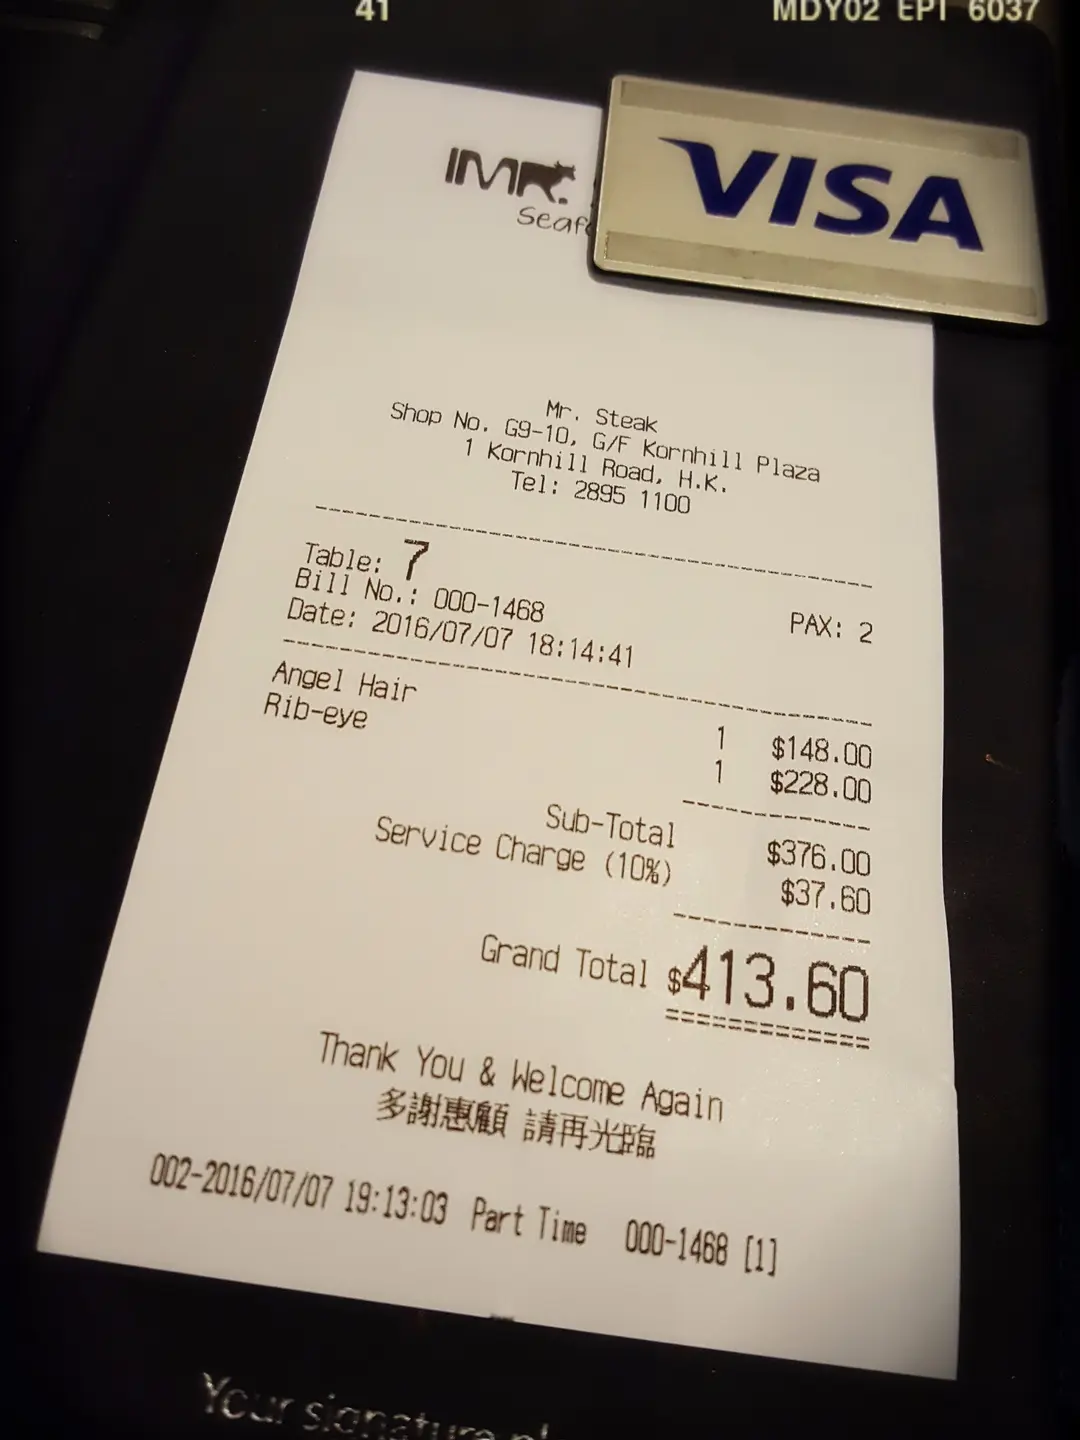 41 MDY02 EPT 6037
VISA
MR.
Mr. Steak
Shop No. G9-10, G/F Kornhill Plaza
1 Kornhill Road, H.K.
Tel: 2895 1100
Table: 7
Bill No.: 000-1468 PAX: 2
Date: 2016/07/07 18:14:41
Angel Hair 1 $148.00
Rib-eye 1 $228.00
Sub-Total $376.00
Service Charge (10%) $37.60
Grand Total $413.60
Thank You & Welcome Again
多謝惠顧 請再光臨
002-2016/07/07 19:13:03 Part Time 000-1468 [1]
Your signature